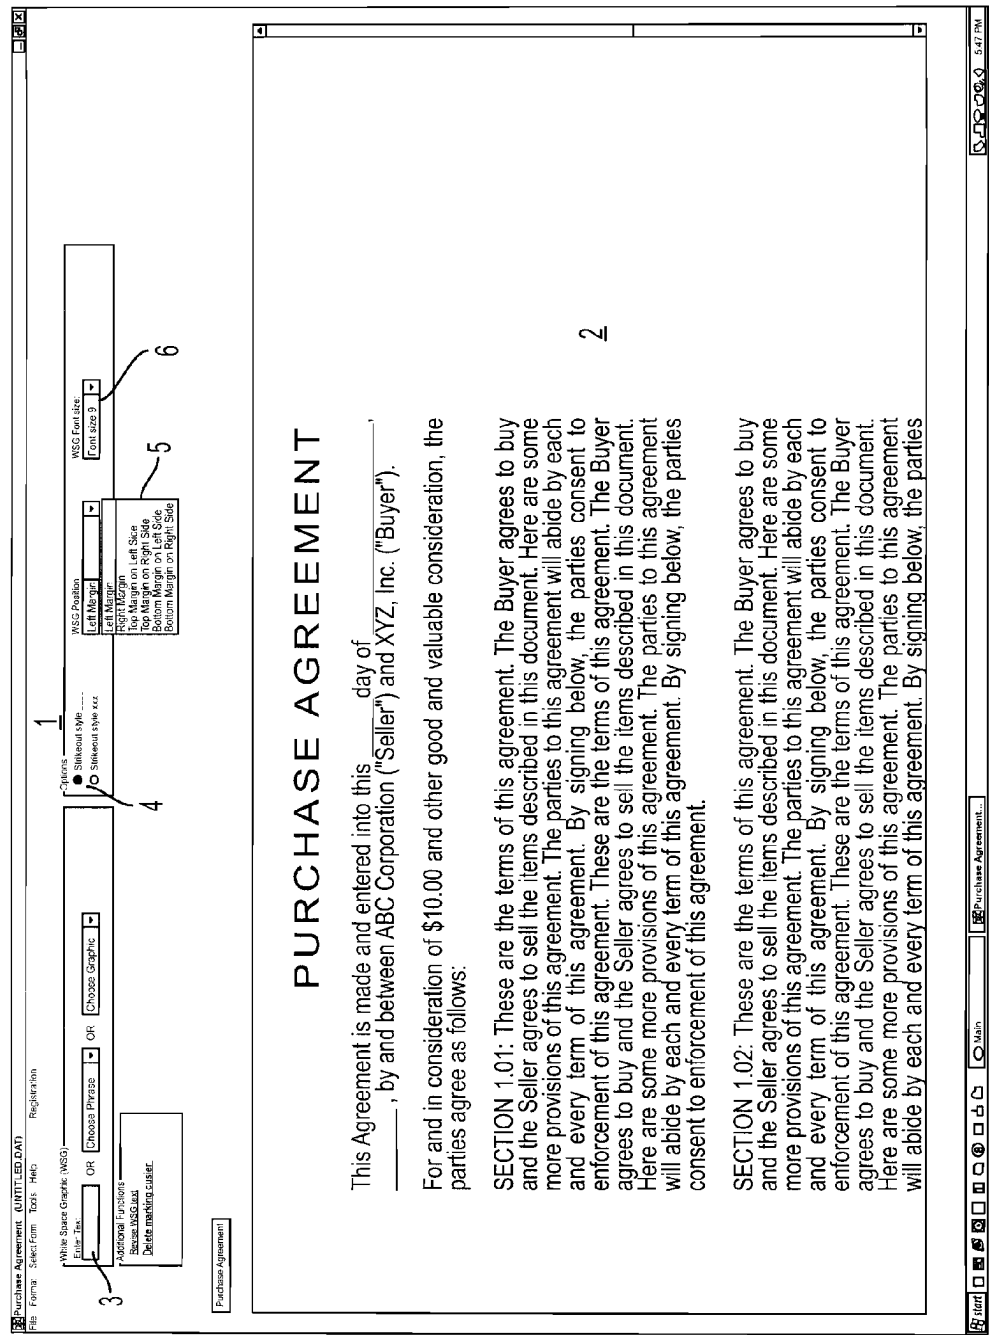 Purchase Agreement (UNTITLED.DAT)
File Format Select Form Tools Help Registration
1
White Space Graphic (WSG)
Enter Text
OR Choose Phrase OR Choose Graphic
3
Additional Functions
Revise WSG text
Delete marking cusier
Options
Strikeout style ----
Strikeout style xxx
4
WSG Position
Left Margin
Left Margin
Right Margin
Top Margin on Left Side
Top Margin on Right Side
Bottom Margin on Left Side
Bottom Margin on Right Side
5
WSG Font size:
Font size 9
6
Purchase Agreement
PURCHASE AGREEMENT
This Agreement is made and entered into this ____ day of ____________,
____, by and between ABC Corporation ("Seller") and XYZ, Inc. ("Buyer").
For and in consideration of $10.00 and other good and valuable consideration, the
parties agree as follows:
2
SECTION 1.01: These are the terms of this agreement. The Buyer agrees to buy
and the Seller agrees to sell the items described in this document. Here are some
more provisions of this agreement. The parties to this agreement will abide by each
and every term of this agreement. By signing below, the parties consent to
enforcement of this agreement. These are the terms of this agreement. The Buyer
agrees to buy and the Seller agrees to sell the items described in this document.
Here are some more provisions of this agreement. The parties to this agreement
will abide by each and every term of this agreement. By signing below, the parties
consent to enforcement of this agreement.
SECTION 1.02: These are the terms of this agreement. The Buyer agrees to buy
and the Seller agrees to sell the items described in this document. Here are some
more provisions of this agreement. The parties to this agreement will abide by each
and every term of this agreement. By signing below, the parties consent to
enforcement of this agreement. These are the terms of this agreement. The Buyer
agrees to buy and the Seller agrees to sell the items described in this document.
Here are some more provisions of this agreement. The parties to this agreement
will abide by each and every term of this agreement. By signing below, the parties
start Main Purchase Agreement... 5:47 PM